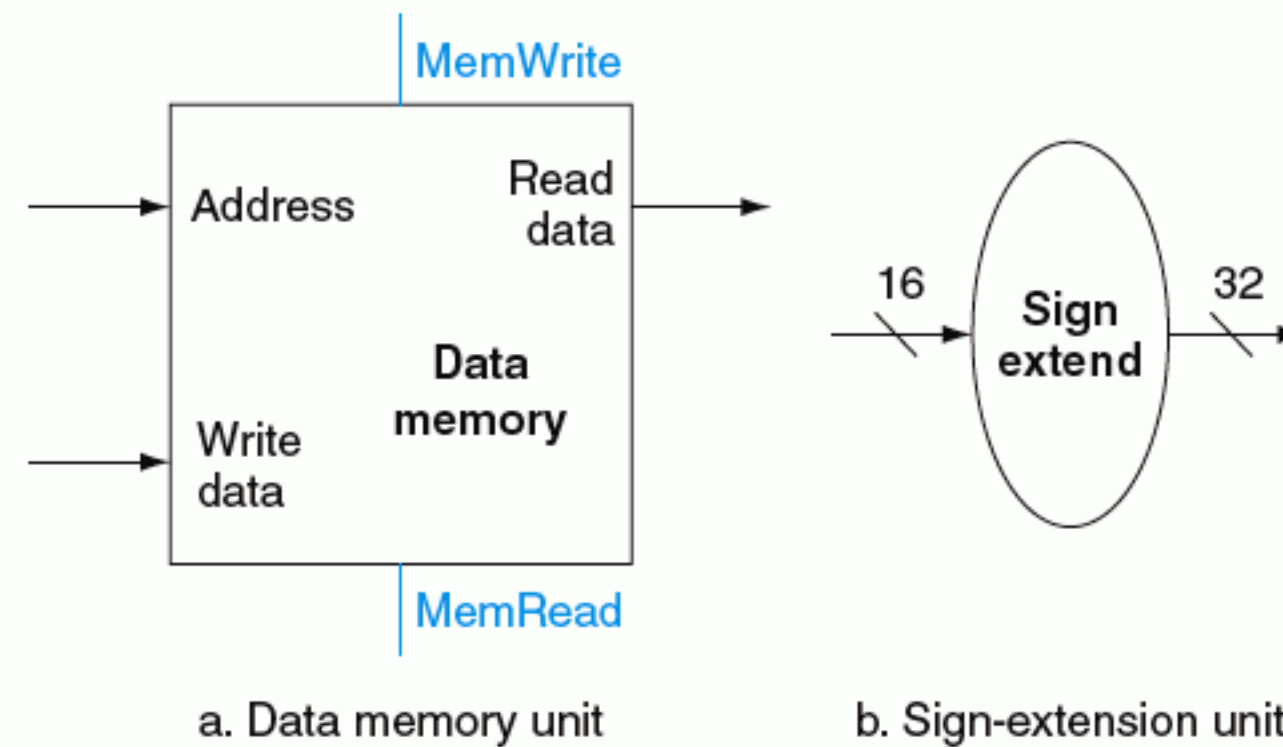 MemWrite
Address
Read
data
Data
memory
Write
data
MemRead
16
Sign
extend
32
a. Data memory unit
b. Sign-extension unit